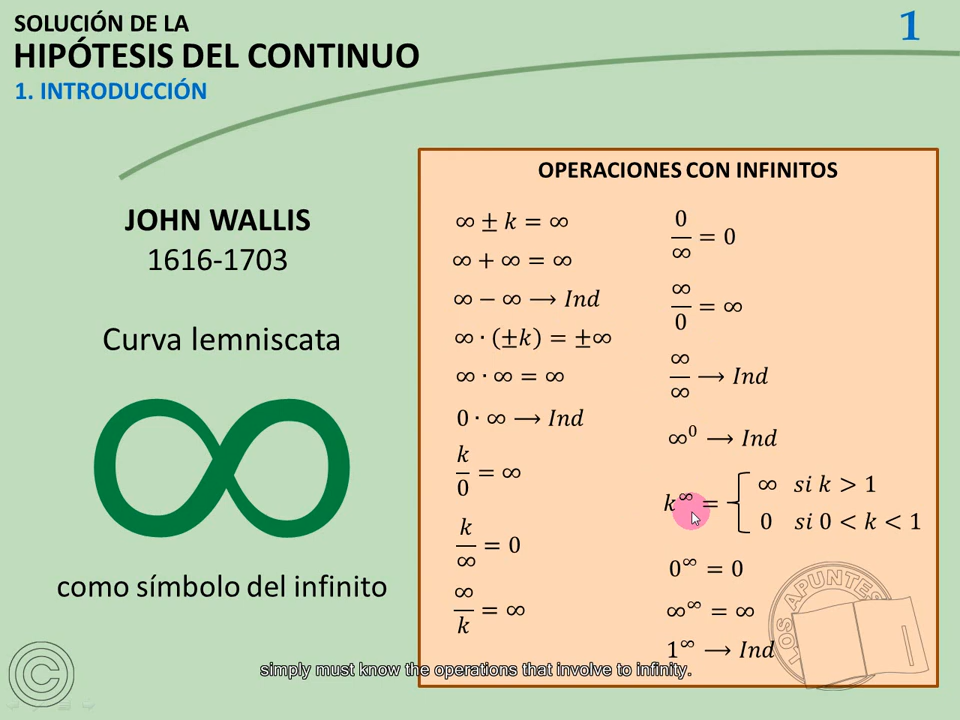 SOLUCIÓN DE LA
HIPÓTESIS DEL CONTINUO
1. INTRODUCCIÓN
1
JOHN WALLIS
1616-1703
Curva lemniscata
∞
como símbolo del infinito
OPERACIONES CON INFINITOS
∞ ± k = ∞
∞ + ∞ = ∞
∞ − ∞ ⟶ Ind
∞ · (±k) = ±∞
∞ · ∞ = ∞
0 · ∞ ⟶ Ind
k/0 = ∞
k/∞ = 0
∞/k = ∞
0/∞ = 0
∞/0 = ∞
∞/∞ ⟶ Ind
∞^0 ⟶ Ind
k^∞ = { ∞ si k > 1
0 si 0 < k < 1
0^∞ = 0
∞^∞ = ∞
1^∞ ⟶ Ind
LOS APUNTES
©
simply must know the operations that involve to infinity.